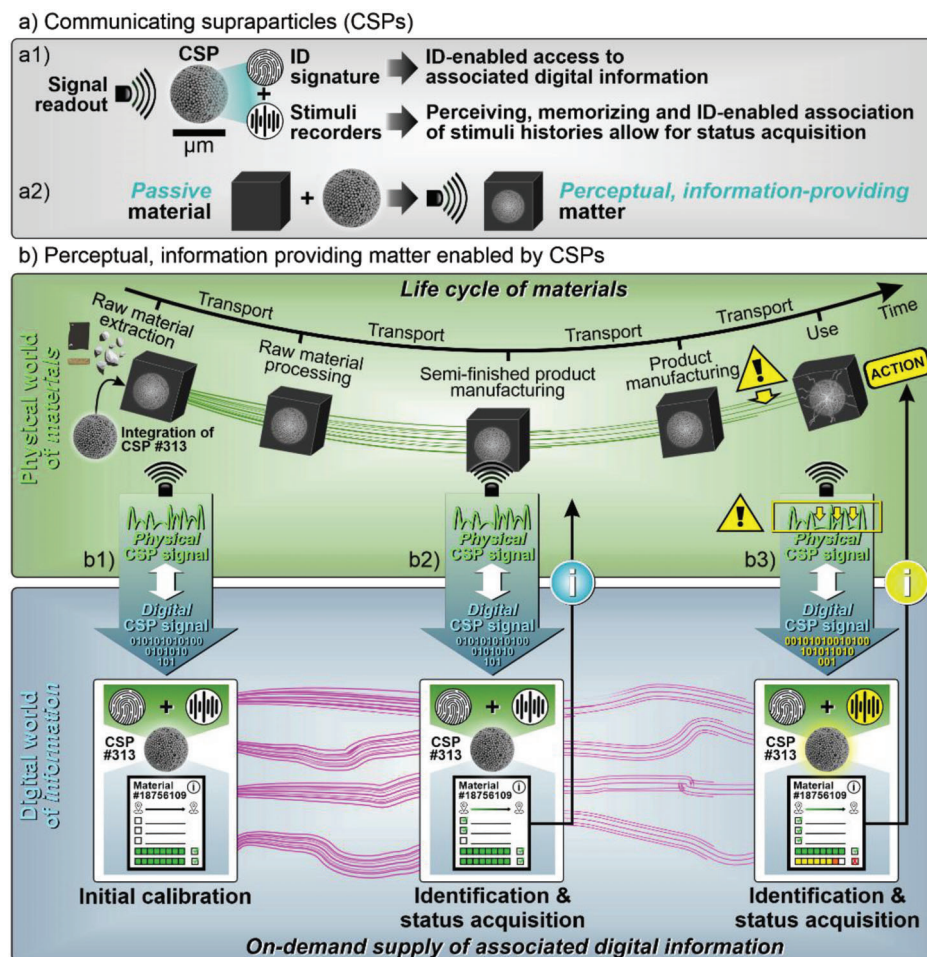 a) Communicating supraparticles (CSPs)
a1)
CSP
Signal
readout
µm
ID
signature
+
Stimuli
recorders
ID-enabled access to
associated digital information
Perceiving, memorizing and ID-enabled association
of stimuli histories allow for status acquisition
a2)
Passive
material
+
Perceptual, information-providing
matter
b) Perceptual, information providing matter enabled by CSPs
Life cycle of materials
Raw material
extraction
Transport
Raw material
processing
Transport
Semi-finished product
manufacturing
Transport
Product
manufacturing
Transport
Use
Time
!
ACTION
Integration of
CSP #313
Physical world
of materials
b1)
Physical
CSP signal
Digital
CSP signal
010101010100
0101010
101
b2)
Physical
CSP signal
Digital
CSP signal
010101010100
0101010
101
i
!
b3)
Physical
CSP signal
Digital
CSP signal
00101010010100
101011010
001
i
Digital world
of information
+
CSP
#313
Material
#18756109
i
Initial calibration
+
CSP
#313
Material
#18756109
i
Identification &
status acquisition
+
CSP
#313
Material
#18756109
i
Identification &
status acquisition
On-demand supply of associated digital information